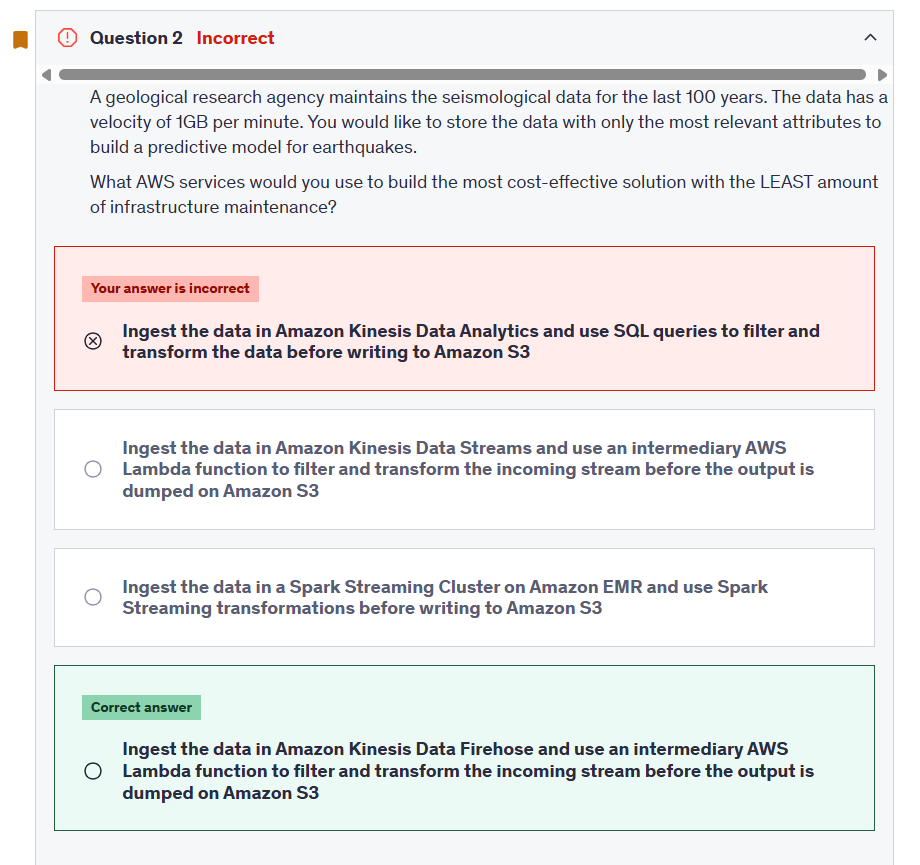 Question 2 Incorrect
A geological research agency maintains the seismological data for the last 100 years. The data has a
velocity of 1GB per minute. You would like to store the data with only the most relevant attributes to
build a predictive model for earthquakes.
What AWS services would you use to build the most cost-effective solution with the LEAST amount
of infrastructure maintenance?
Your answer is incorrect
Ingest the data in Amazon Kinesis Data Analytics and use SQL queries to filter and
transform the data before writing to Amazon S3
Ingest the data in Amazon Kinesis Data Streams and use an intermediary AWS
Lambda function to filter and transform the incoming stream before the output is
dumped on Amazon S3
Ingest the data in a Spark Streaming Cluster on Amazon EMR and use Spark
Streaming transformations before writing to Amazon S3
Correct answer
Ingest the data in Amazon Kinesis Data Firehose and use an intermediary AWS
Lambda function to filter and transform the incoming stream before the output is
dumped on Amazon S3